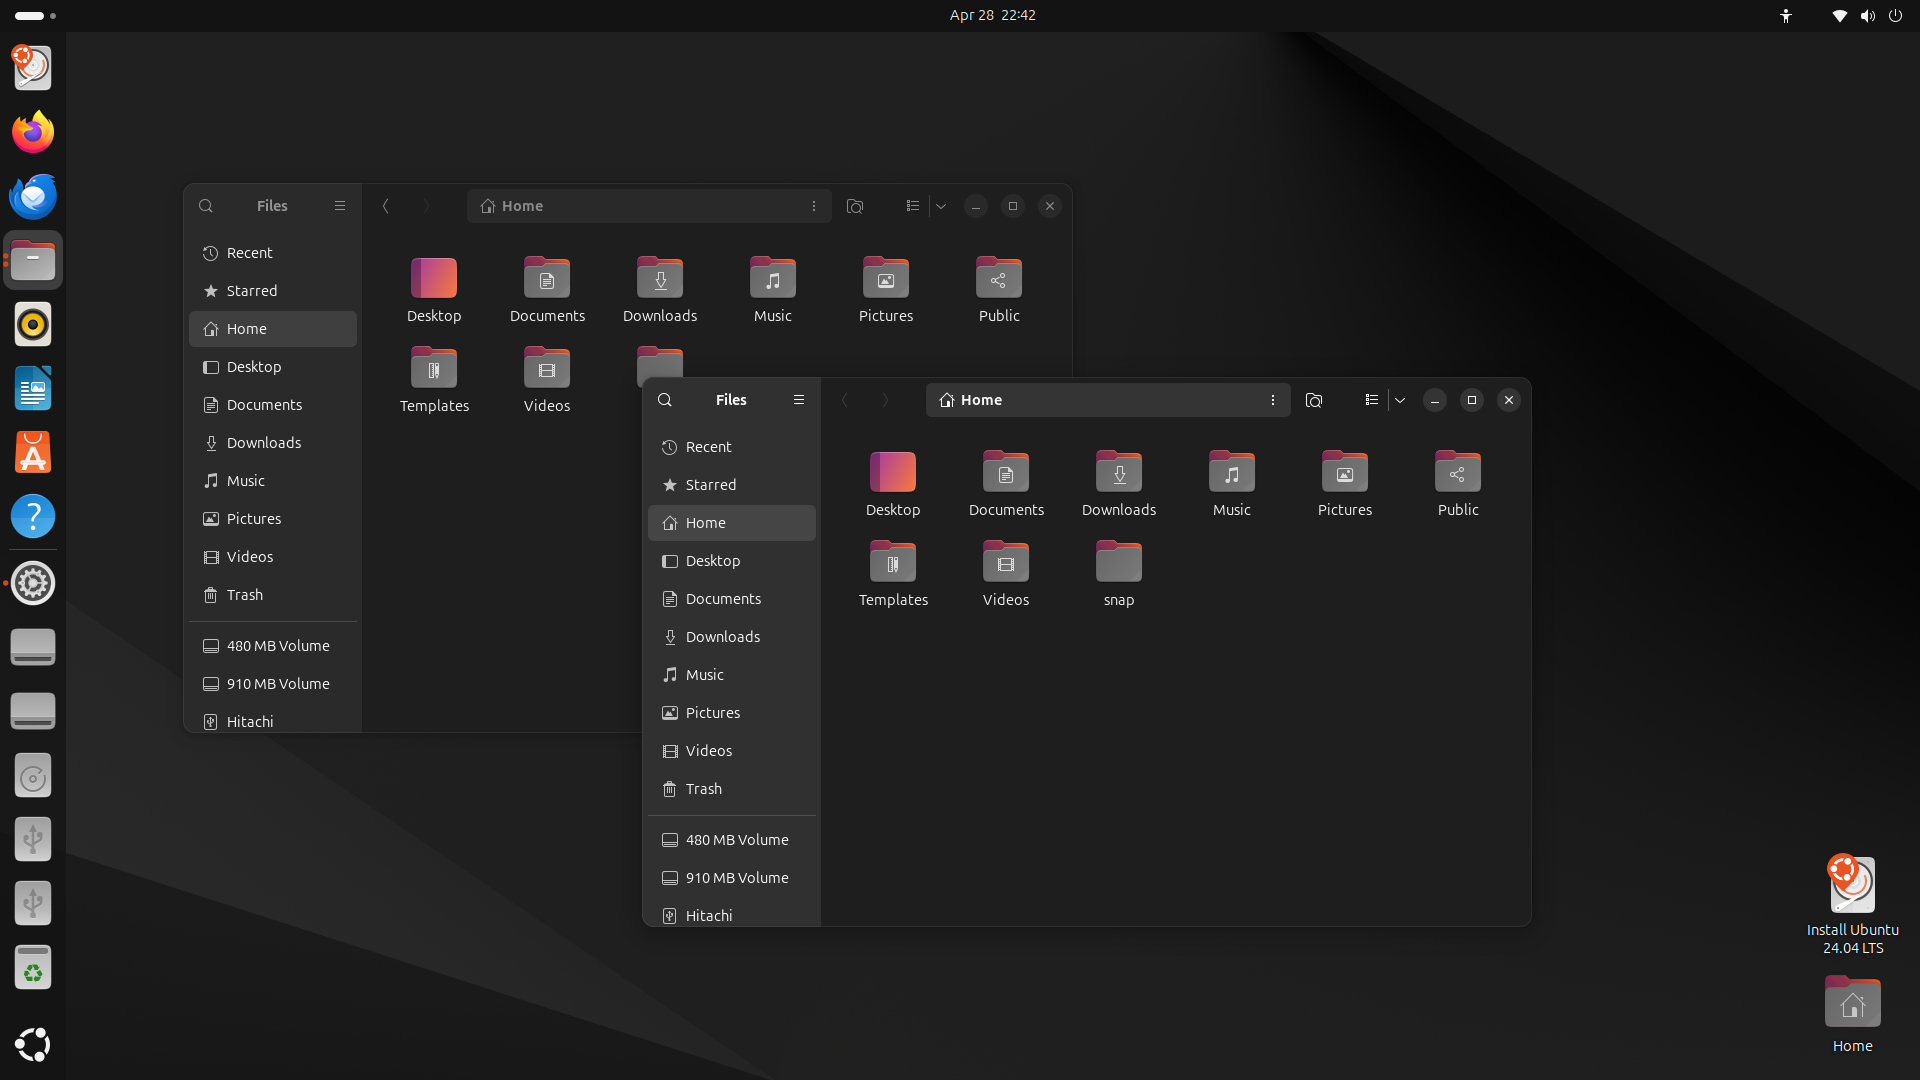 Apr 28 22:42
Files
Home
Recent
Starred
Home
Desktop
Documents
Downloads
Music
Pictures
Videos
Trash
480 MB Volume
910 MB Volume
Hitachi
Desktop
Documents
Downloads
Music
Pictures
Public
Templates
Videos
Files
Home
Recent
Starred
Home
Desktop
Documents
Downloads
Music
Pictures
Videos
Trash
480 MB Volume
910 MB Volume
Hitachi
Desktop
Documents
Downloads
Music
Pictures
Public
Templates
Videos
snap
?
Install Ubuntu
24.04 LTS
Home